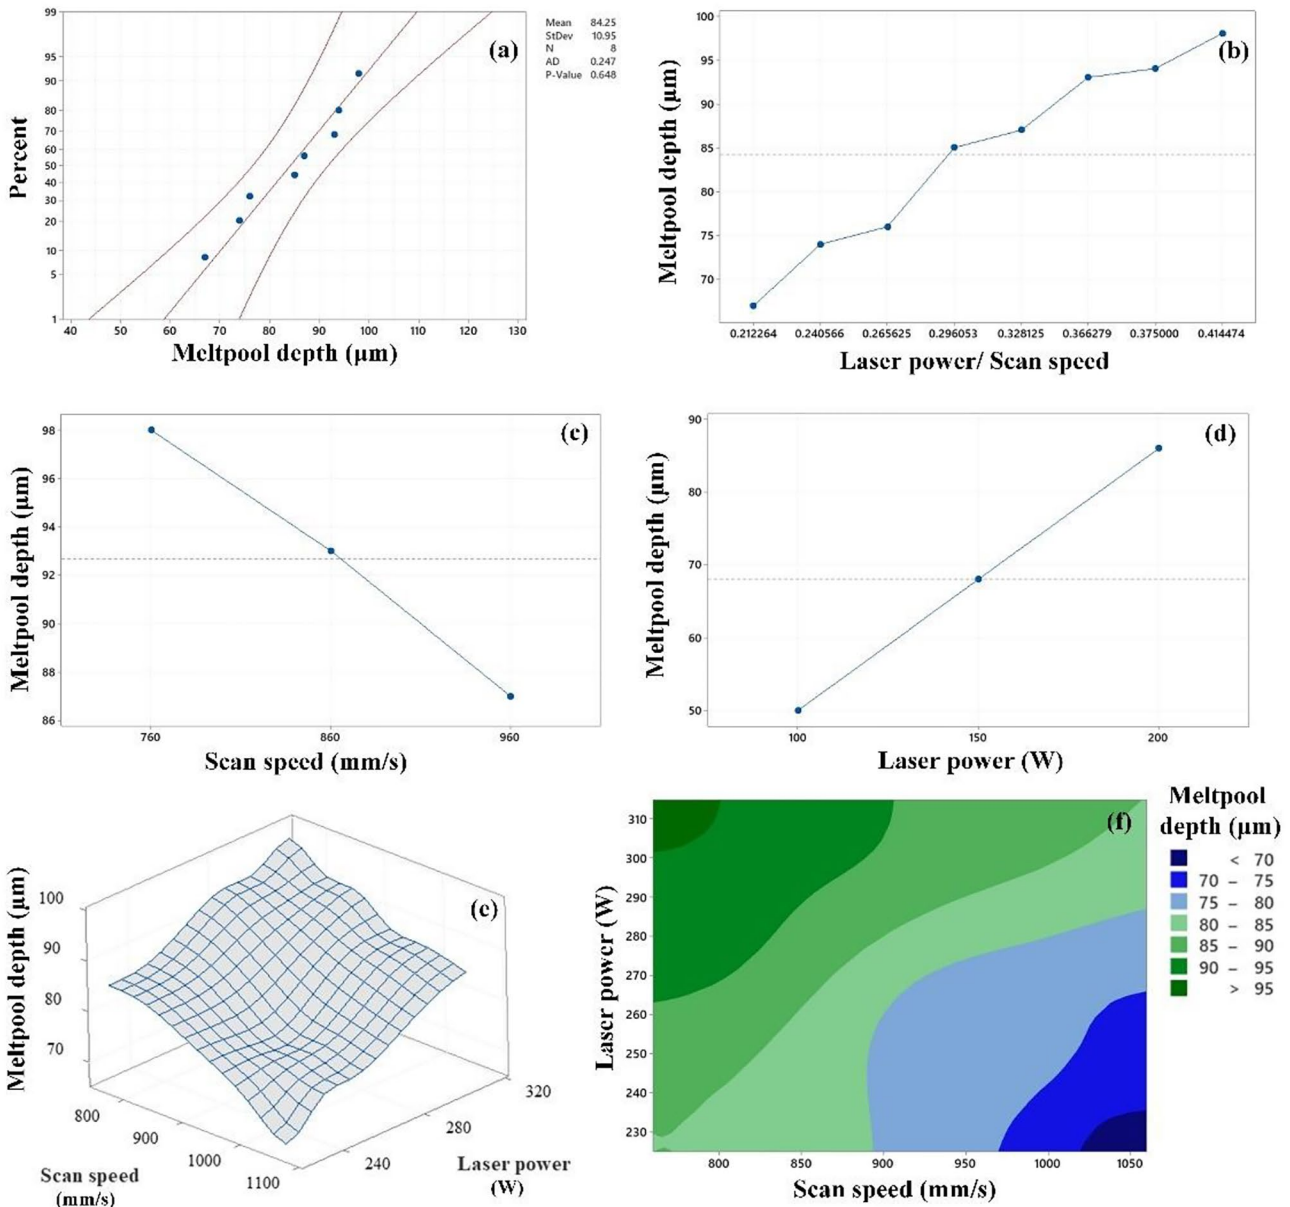 99
95
90
80
70
60
50
40
30
20
10
5
1
Percent
40 50 60 70 80 90 100 110 120 130
Meltpool depth (μm)
(a)
Mean 84.25
StDev 10.95
N 8
AD 0.247
P-Value 0.648
100
95
90
85
80
75
70
Meltpool depth (μm)
(b)
0.212264 0.240566 0.265625 0.296053 0.328125 0.366279 0.375000 0.414474
Laser power/ Scan speed
98
96
94
92
90
88
86
Meltpool depth (μm)
(c)
760 860 960
Scan speed (mm/s)
90
80
70
60
50
Meltpool depth (μm)
(d)
100 150 200
Laser power (W)
100
90
80
70
Meltpool depth (μm)
(e)
800
900
1000
1100
Scan speed
(mm/s)
240
280
320
Laser power
(W)
310
300
290
280
270
260
250
240
230
Laser power (W)
(f)
800 850 900 950 1000 1050
Scan speed (mm/s)
Meltpool
depth (μm)
< 70
70 – 75
75 – 80
80 – 85
85 – 90
90 – 95
> 95